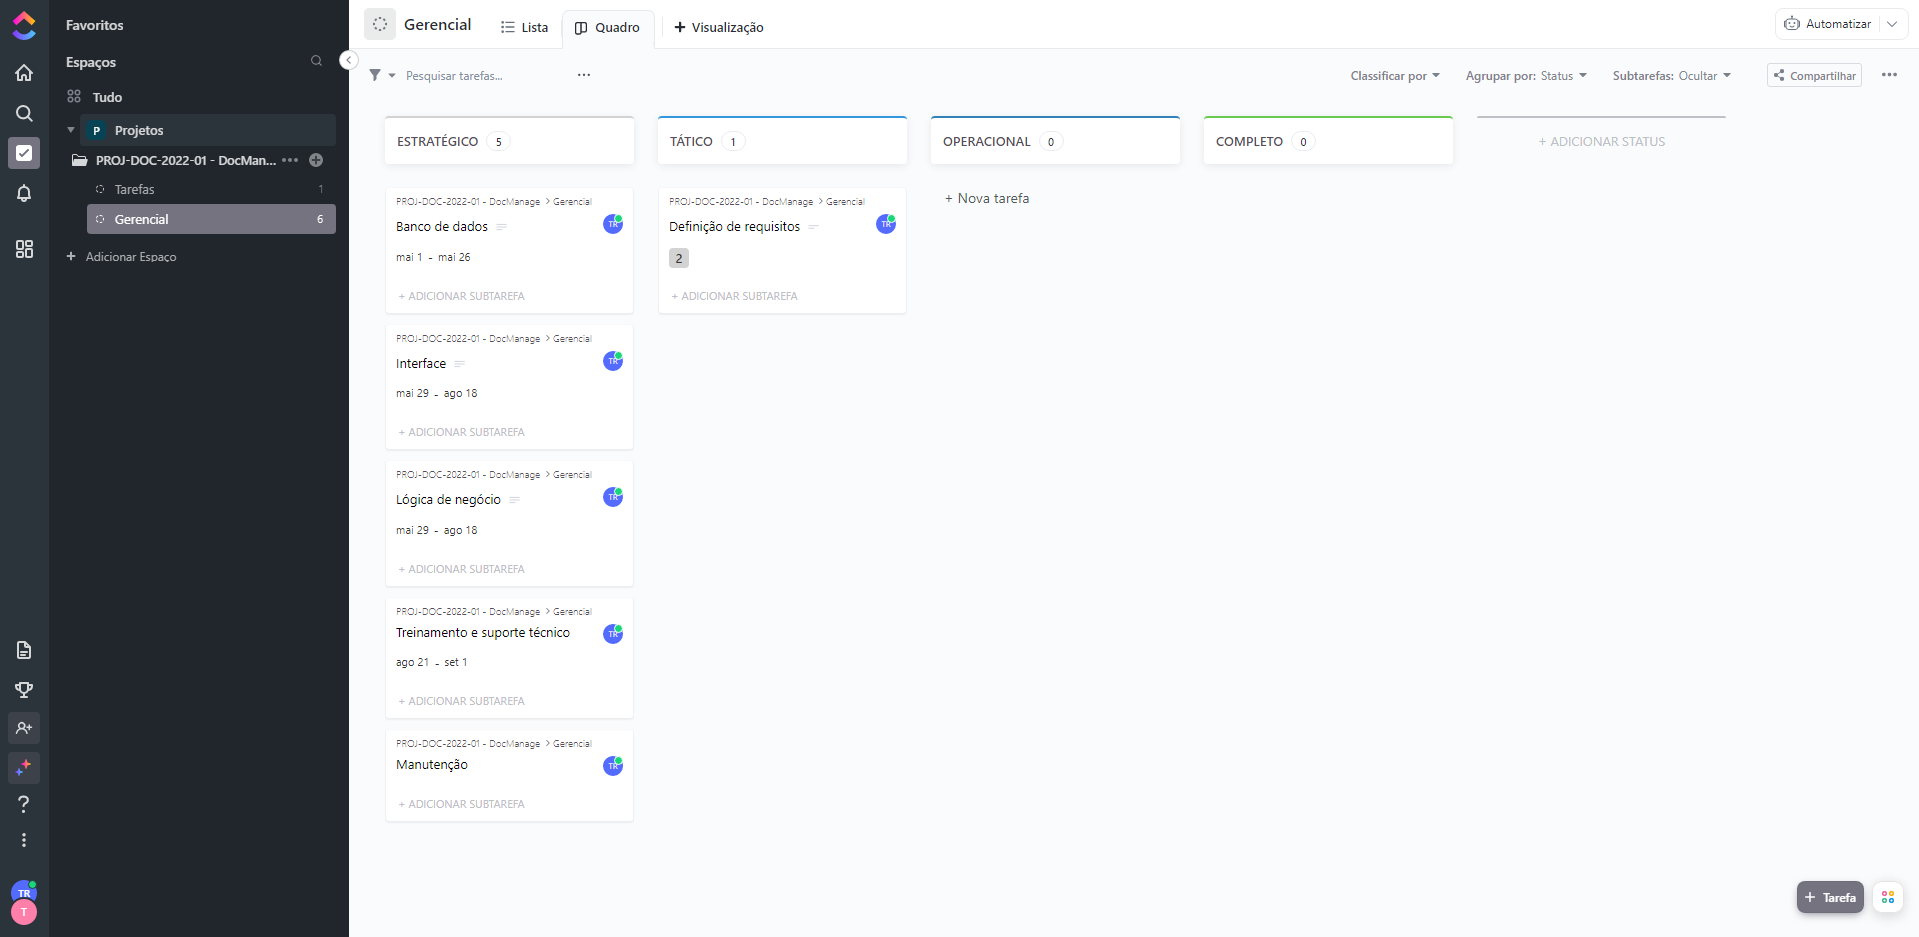 Favoritos
Espaços
Tudo
P Projetos
PROJ-DOC-2022-01 - DocMan...
Tarefas 1
Gerencial 6
+ Adicionar Espaço
TR
T
Gerencial
Lista
Quadro
+ Visualização
Automatizar
Pesquisar tarefas...
Classificar por
Agrupar por: Status
Subtarefas: Ocultar
Compartilhar
ESTRATÉGICO 5
PROJ-DOC-2022-01 - DocManage > Gerencial
Banco de dados
TR
mai 1 - mai 26
+ ADICIONAR SUBTAREFA
PROJ-DOC-2022-01 - DocManage > Gerencial
Interface
TR
mai 29 - ago 18
+ ADICIONAR SUBTAREFA
PROJ-DOC-2022-01 - DocManage > Gerencial
Lógica de negócio
TR
mai 29 - ago 18
+ ADICIONAR SUBTAREFA
PROJ-DOC-2022-01 - DocManage > Gerencial
Treinamento e suporte técnico
TR
ago 21 - set 1
+ ADICIONAR SUBTAREFA
PROJ-DOC-2022-01 - DocManage > Gerencial
Manutenção
TR
+ ADICIONAR SUBTAREFA
TÁTICO 1
PROJ-DOC-2022-01 - DocManage > Gerencial
Definição de requisitos
TR
2
+ ADICIONAR SUBTAREFA
OPERACIONAL 0
+ Nova tarefa
COMPLETO 0
+ ADICIONAR STATUS
+ Tarefa